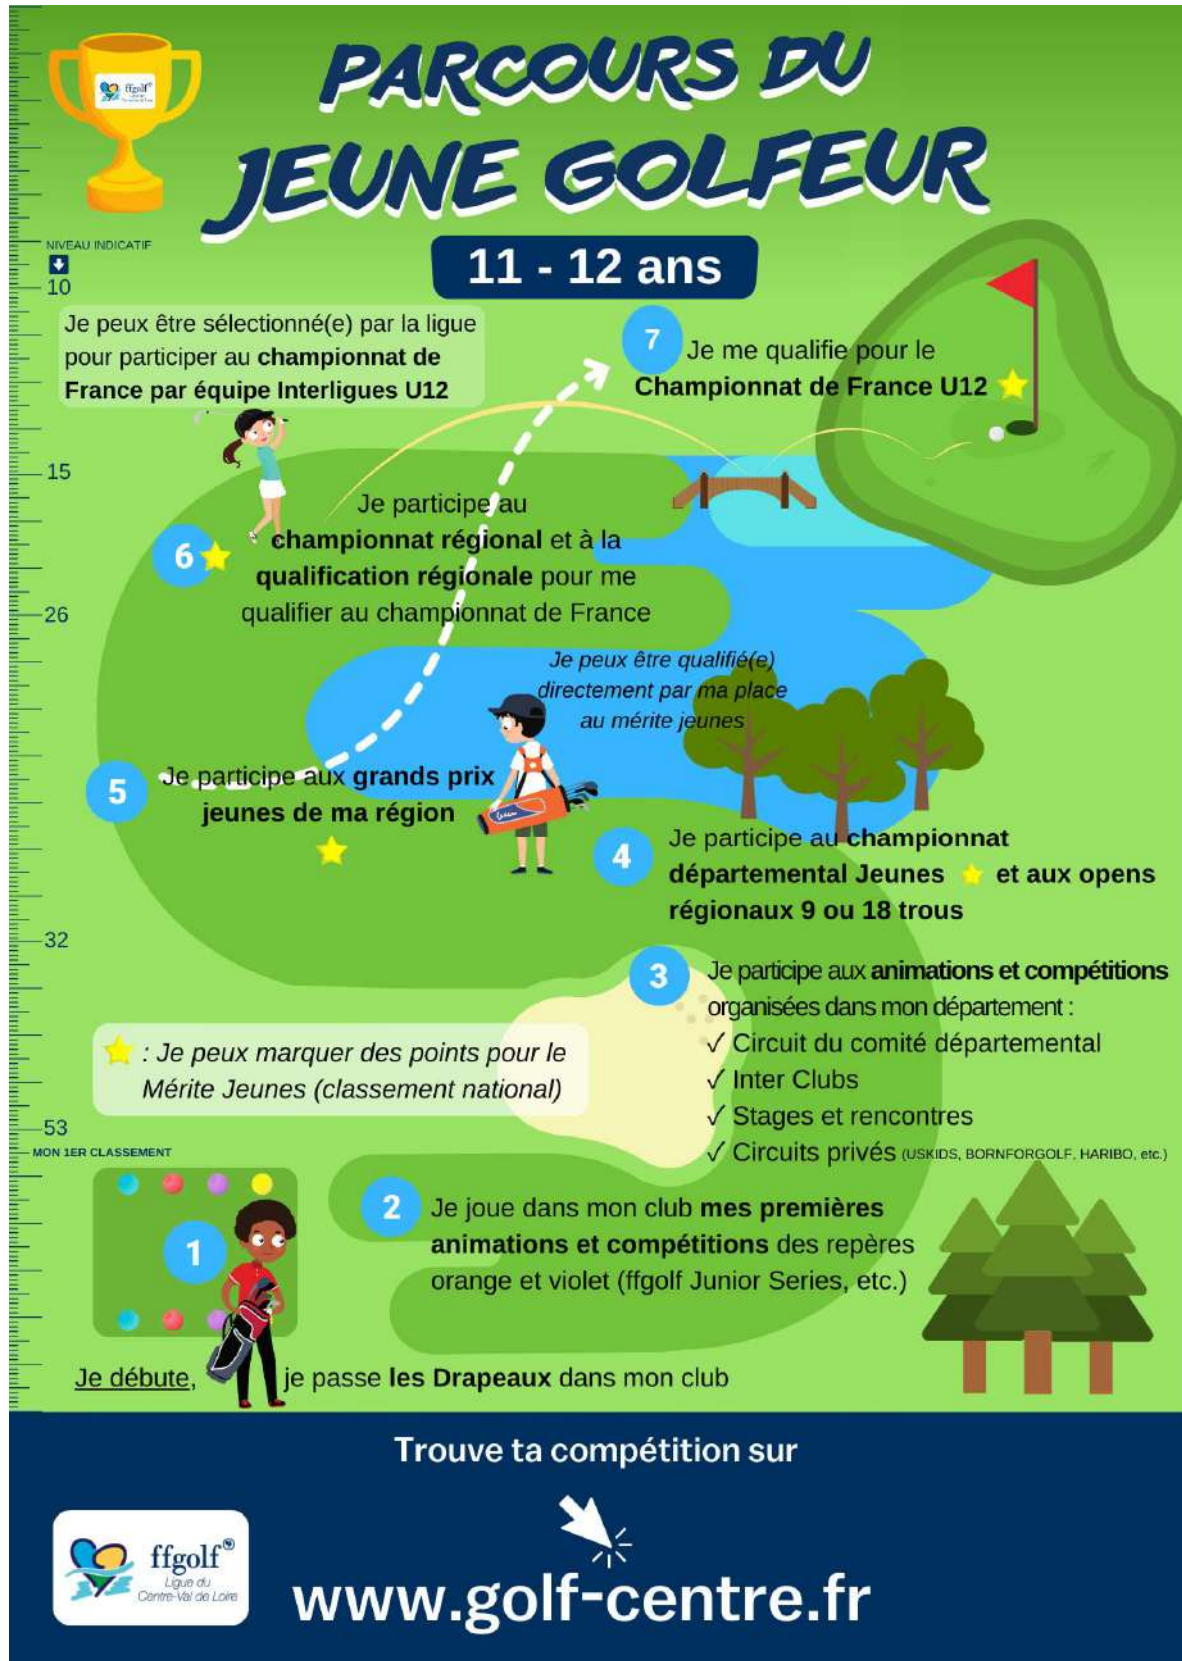 ffgolf
PARCOURS DU
JEUNE GOLFEUR
11 - 12 ans
NIVEAU INDICATIF
10
Je peux être sélectionné(e) par la ligue
pour participer au championnat de
France par équipe Interligues U12
7
Je me qualifie pour le
Championnat de France U12
15
Je participe au
6
championnat régional et à la
qualification régionale pour me
qualifier au championnat de France
26
Je peux être qualifié(e)
directement par ma place
au mérite jeunes
5
Je participe aux grands prix
jeunes de ma région
4
Je participe au championnat
départemental Jeunes et aux opens
régionaux 9 ou 18 trous
32
3
Je participe aux animations et compétitions
organisées dans mon département :
✓ Circuit du comité départemental
✓ Inter Clubs
✓ Stages et rencontres
✓ Circuits privés (USKIDS, BORNFORGOLF, HARIBO, etc.)
: Je peux marquer des points pour le
Mérite Jeunes (classement national)
53
MON 1ER CLASSEMENT
2
Je joue dans mon club mes premières
animations et compétitions des repères
orange et violet (ffgolf Junior Series, etc.)
1
Je débute, je passe les Drapeaux dans mon club
Trouve ta compétition sur
ffgolf
Ligue du
Centre-Val de Loire
www.golf-centre.fr